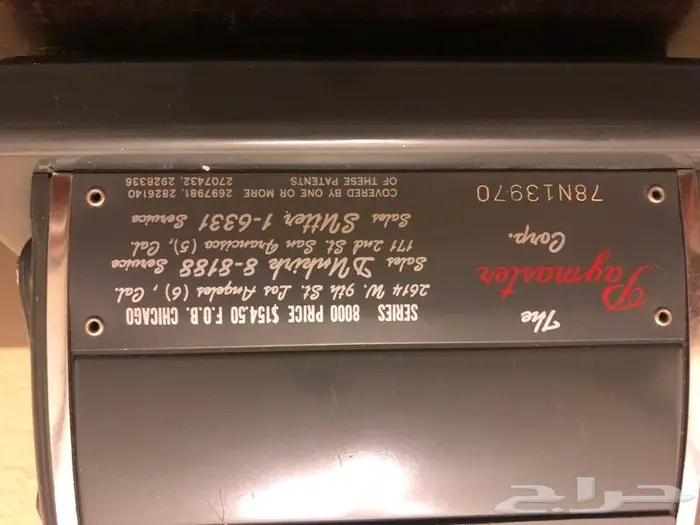 The
Paymaster
Corp.
78N13970
SERIES 8000 PRICE $154.50 F.O.B. CHICAGO
2614 W. 9th St. Los Angeles (6), Cal.
Sales DUnkirk 8-8188 Service
171 2nd St. San Francisco (5), Cal.
Sales SUtter 1-6331 Service
COVERED BY ONE OR MORE 2697981. 2826140
OF THESE PATENTS 2707432. 2928336
حراج